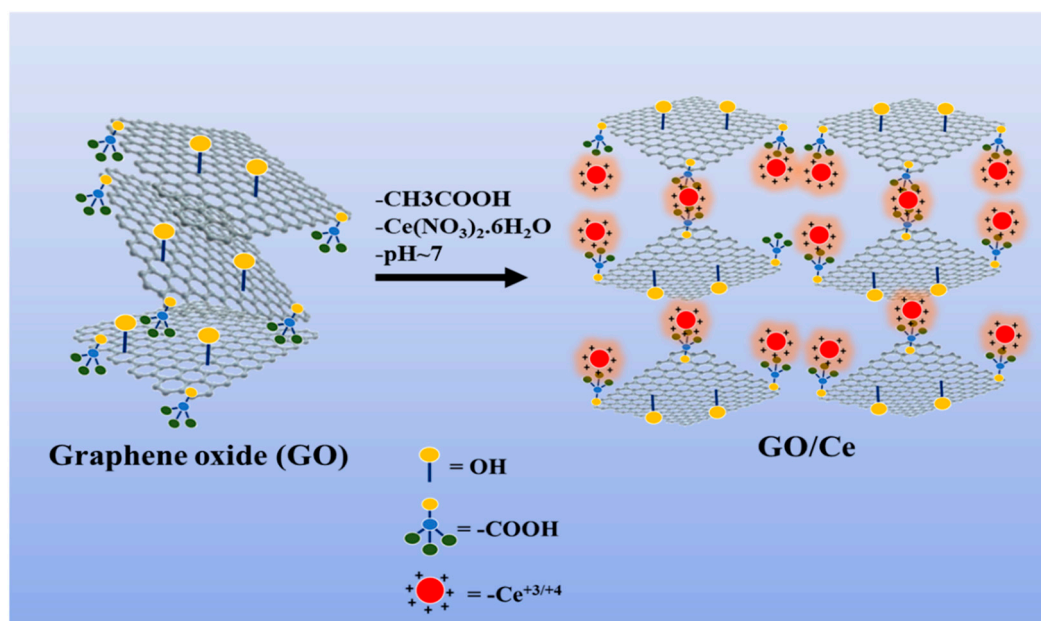 -CH3COOH
-Ce(NO₃)₂.6H₂O
-pH~7
Graphene oxide (GO)
GO/Ce
= OH
= -COOH
= -Ce⁺³/⁺⁴